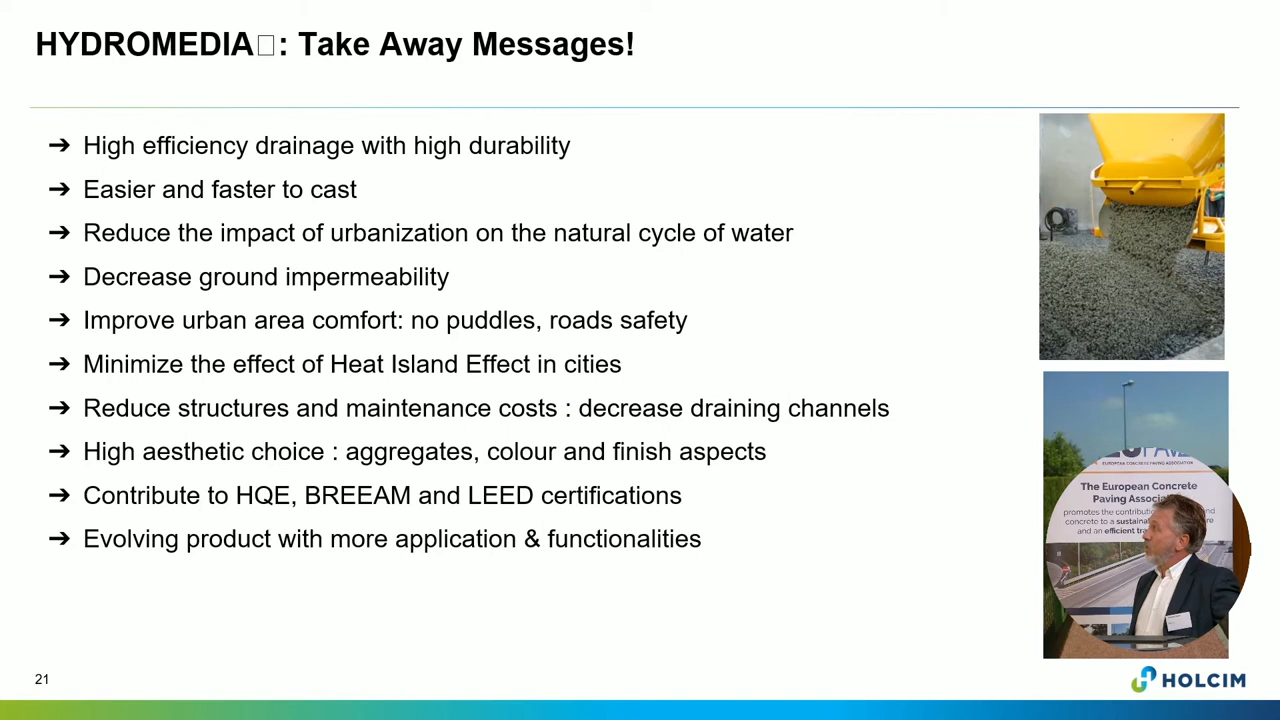 HYDROMEDIA□: Take Away Messages!
➔ High efficiency drainage with high durability
➔ Easier and faster to cast
➔ Reduce the impact of urbanization on the natural cycle of water
➔ Decrease ground impermeability
➔ Improve urban area comfort: no puddles, roads safety
➔ Minimize the effect of Heat Island Effect in cities
➔ Reduce structures and maintenance costs : decrease draining channels
➔ High aesthetic choice : aggregates, colour and finish aspects
➔ Contribute to HQE, BREEAM and LEED certifications
➔ Evolving product with more application & functionalities
EUROPEAN CONCRETE PAVING ASSOCIATION
The European Concrete
Paving
promotes the
concrete to a
and an efficient
21
HOLCIM